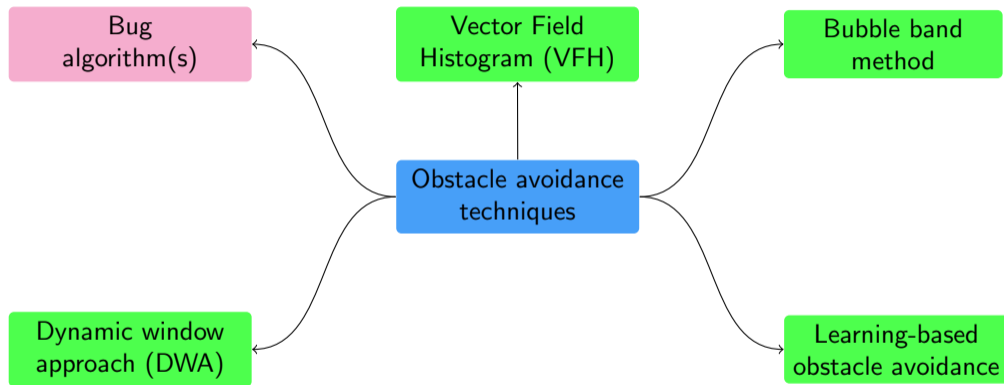 Bug
algorithm(s)
Vector Field
Histogram (VFH)
Bubble band
method
Obstacle avoidance
techniques
Dynamic window
approach (DWA)
Learning-based
obstacle avoidance